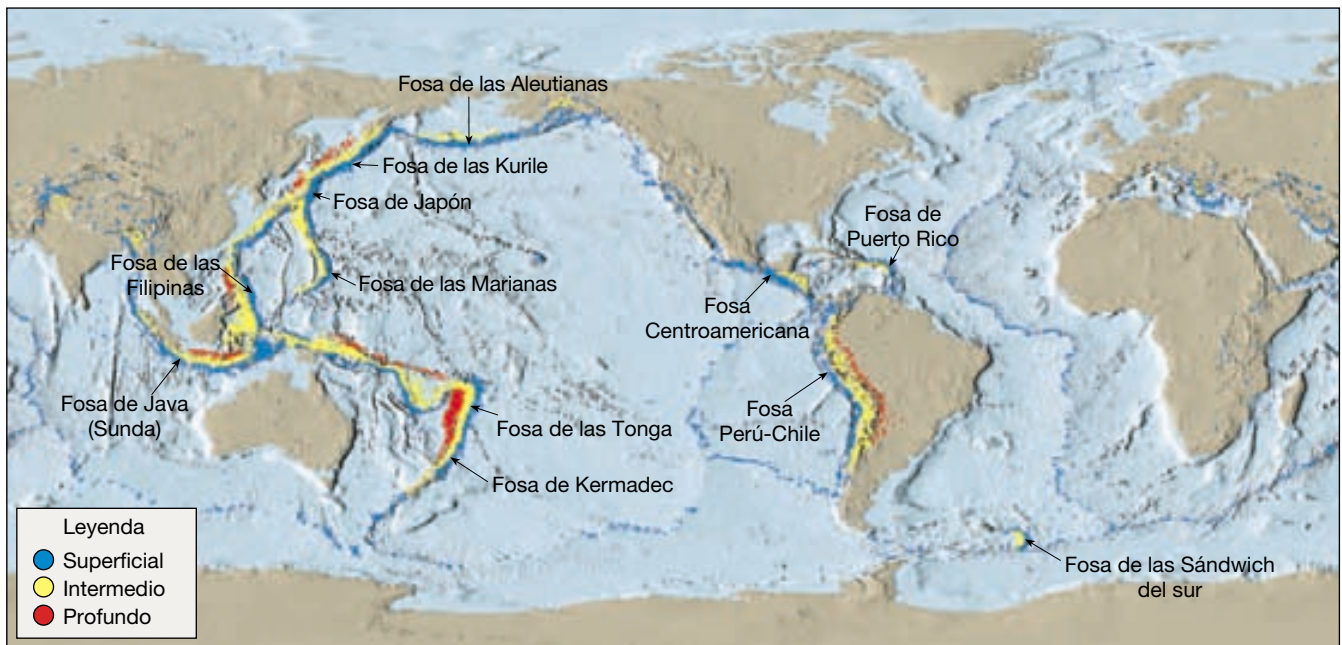 Fosa de las Aleutianas
Fosa de las Kurile
Fosa de Japón
Fosa de
Puerto Rico
Fosa de las
Filipinas
Fosa de las Marianas
Fosa
Centroamericana
Fosa de Java
(Sunda)
Fosa de las Tonga
Fosa
Perú-Chile
Fosa de Kermadec
Leyenda
Superficial
Intermedio
Profundo
Fosa de las Sándwich
del sur